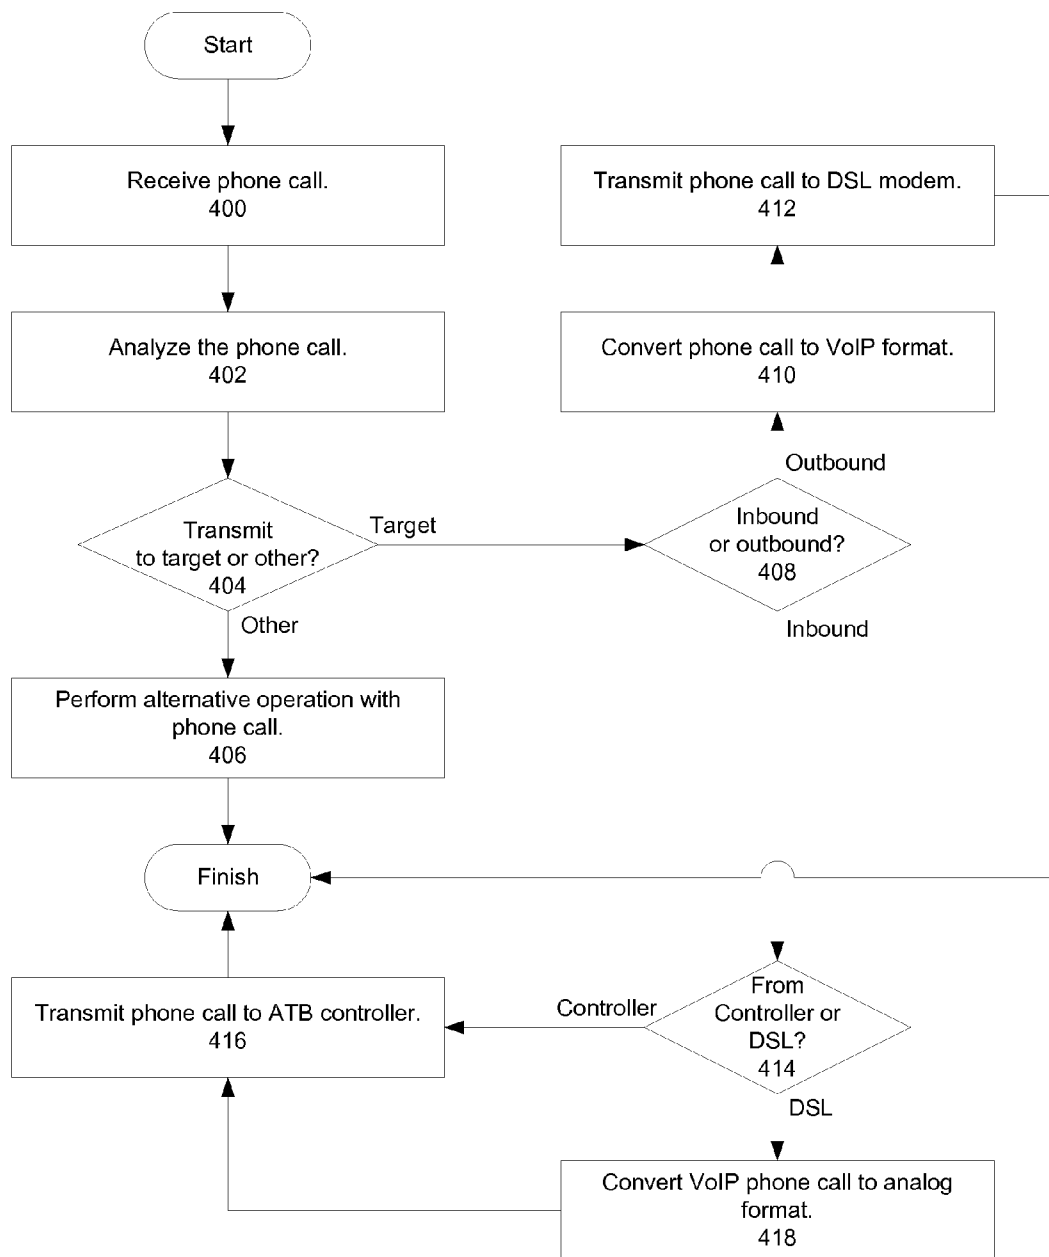 Start
Receive phone call.
400
Analyze the phone call.
402
Transmit
to target or other?
404
Target
Other
Perform alternative operation with
phone call.
406
Finish
Transmit phone call to DSL modem.
412
Convert phone call to VoIP format.
410
Outbound
Inbound
or outbound?
408
Inbound
From
Controller or
DSL?
414
Controller
DSL
Transmit phone call to ATB controller.
416
Convert VoIP phone call to analog
format.
418